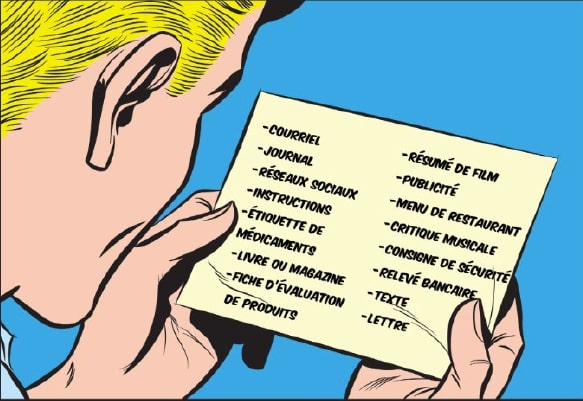 -COURRIEL
-JOURNAL
-RÉSEAUX SOCIAUX
-INSTRUCTIONS
-ÉTIQUETTE DE
MÉDICAMENTS
-LIVRE OU MAGAZINE
-FICHE D'ÉVALUATION
DE PRODUITS
-RÉSUMÉ DE FILM
-PUBLICITÉ
-MENU DE RESTAURANT
-CRITIQUE MUSICALE
-CONSIGNE DE SÉCURITÉ
-RELEVÉ BANCAIRE
-TEXTE
-LETTRE